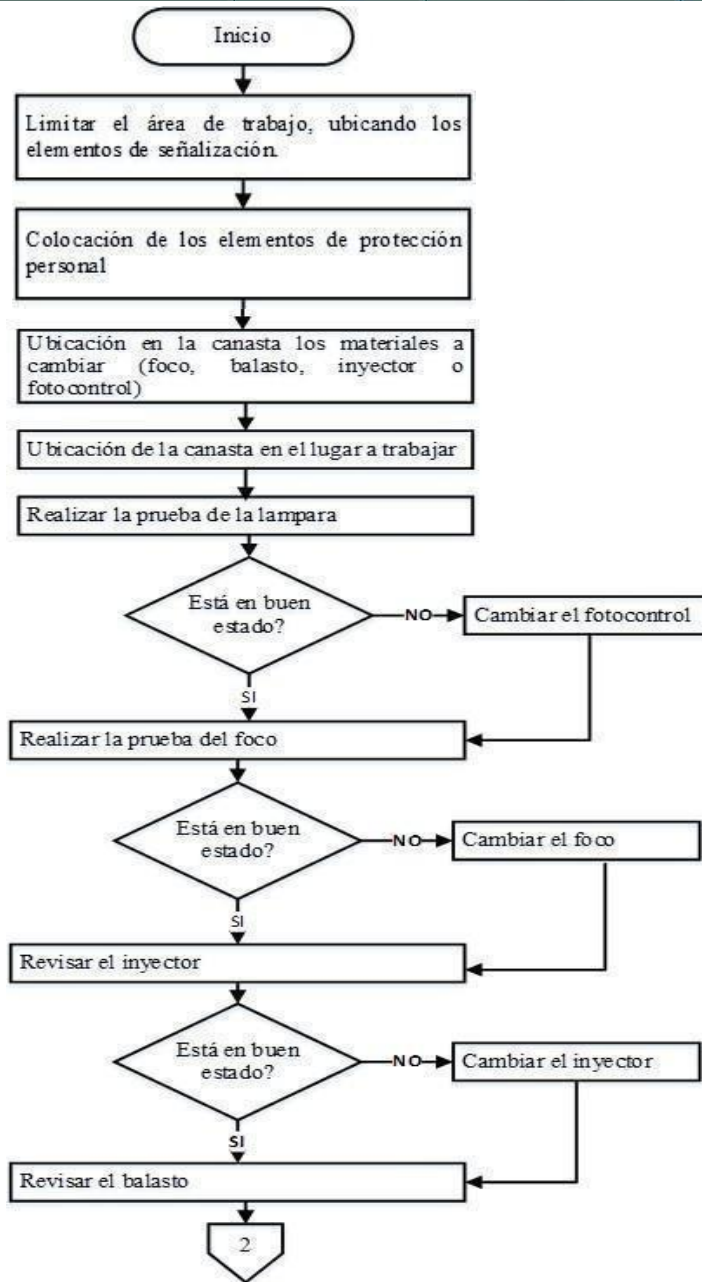 Inicio
Limitar el área de trabajo, ubicando los
elementos de señalización.
Colocación de los elementos de protección
personal
Ubicación en la canasta los materiales a
cambiar (foco, balasto, inyector o
fotocontrol)
Ubicación de la canasta en el lugar a trabajar
Realizar la prueba de la lampara
Está en buen
estado?
NO
Cambiar el fotocontrol
SI
Realizar la prueba del foco
Está en buen
estado?
NO
Cambiar el foco
SI
Revisar el inyector
Está en buen
estado?
NO
Cambiar el inyector
SI
Revisar el balasto
2